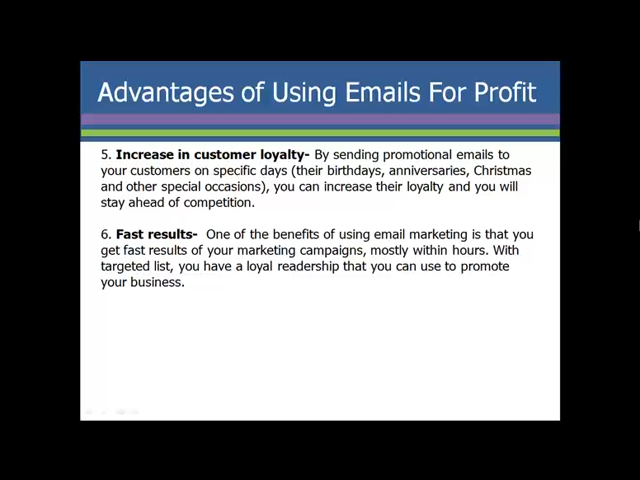 Advantages of Using Emails For Profit
5. Increase in customer loyalty- By sending promotional emails to
your customers on specific days (their birthdays, anniversaries, Christmas
and other special occasions), you can increase their loyalty and you will
stay ahead of competition.
6. Fast results- One of the benefits of using email marketing is that you
get fast results of your marketing campaigns, mostly within hours. With
targeted list, you have a loyal readership that you can use to promote
your business.